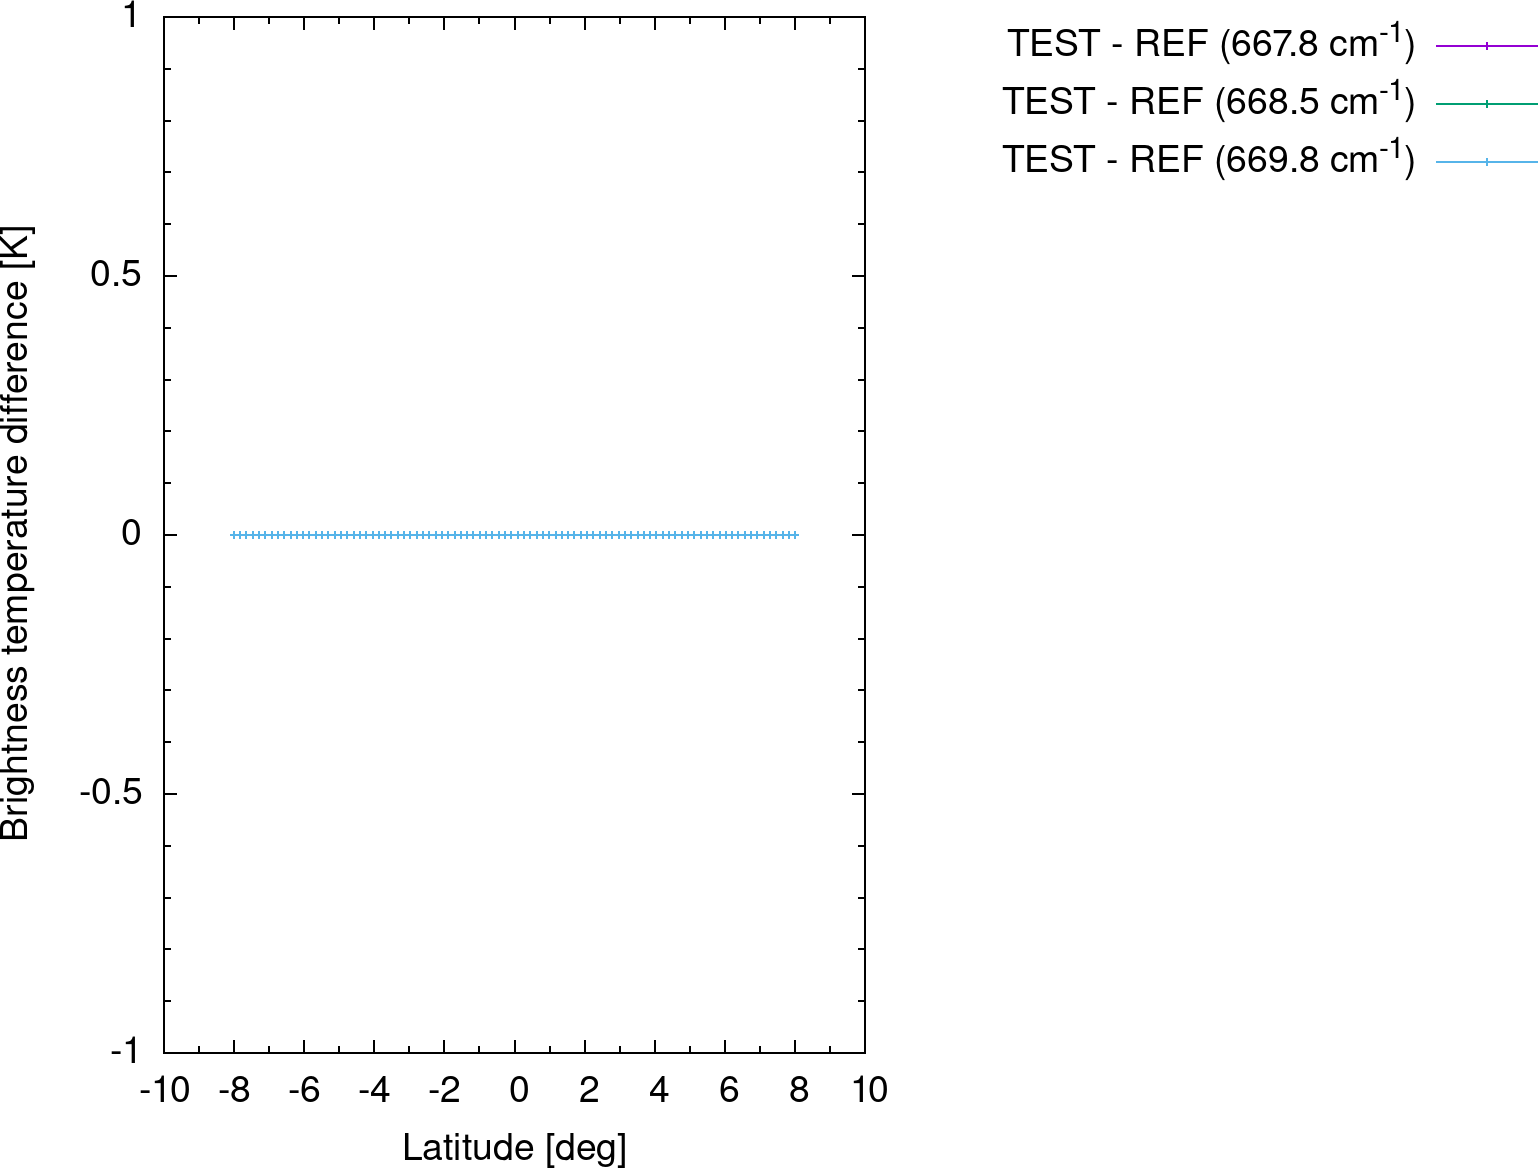 TEST - REF (667.8 cm⁻¹)
TEST - REF (668.5 cm⁻¹)
TEST - REF (669.8 cm⁻¹)
Brightness temperature difference [K]
1
0.5
0
-0.5
-1
-10 -8 -6 -4 -2 0 2 4 6 8 10
Latitude [deg]